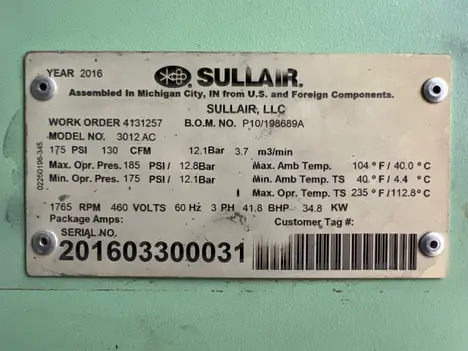 YEAR 2016
SULLAIR.
Assembled In Michigan City, IN from U.S. and Foreign Components.
SULLAIR, LLC
WORK ORDER 4131257 B.O.M. NO. P10/198689A
MODEL NO. 3012 AC
175 PSI 130 CFM 12.1Bar 3.7 m3/min
Max. Opr. Pres. 185 PSI/ 12.8Bar Max. Amb Temp. 104 °F/ 40.0 °C
Min. Opr Pres. 175 PSI/ 12.1Bar Min. Amb Temp. TS 40 °F/ 4.4 °C
Max. Opr Temp. TS 235 °F/112.8°C
1765 RPM 460 VOLTS 60 Hz 3 PH 41.8 BHP 34.8 KW
Package Amps: Customer Tag #:
SERIAL NO.
201603300031
02250196-345